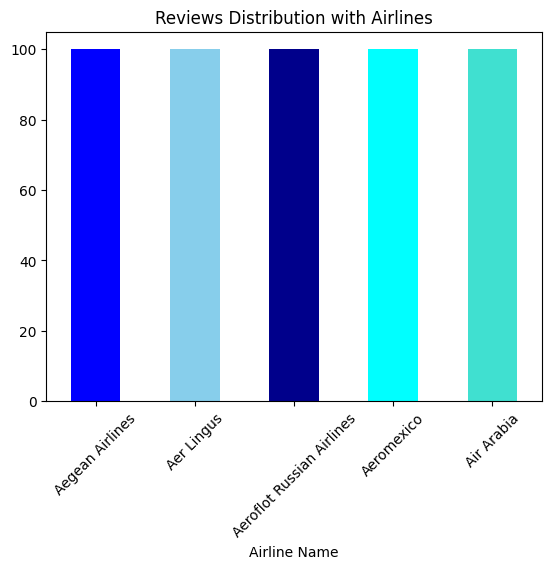 Reviews Distribution with Airlines
100
80
60
40
20
0
Aegean Airlines
Aer Lingus
Aeroflot Russian Airlines
Aeromexico
Air Arabia
Airline Name